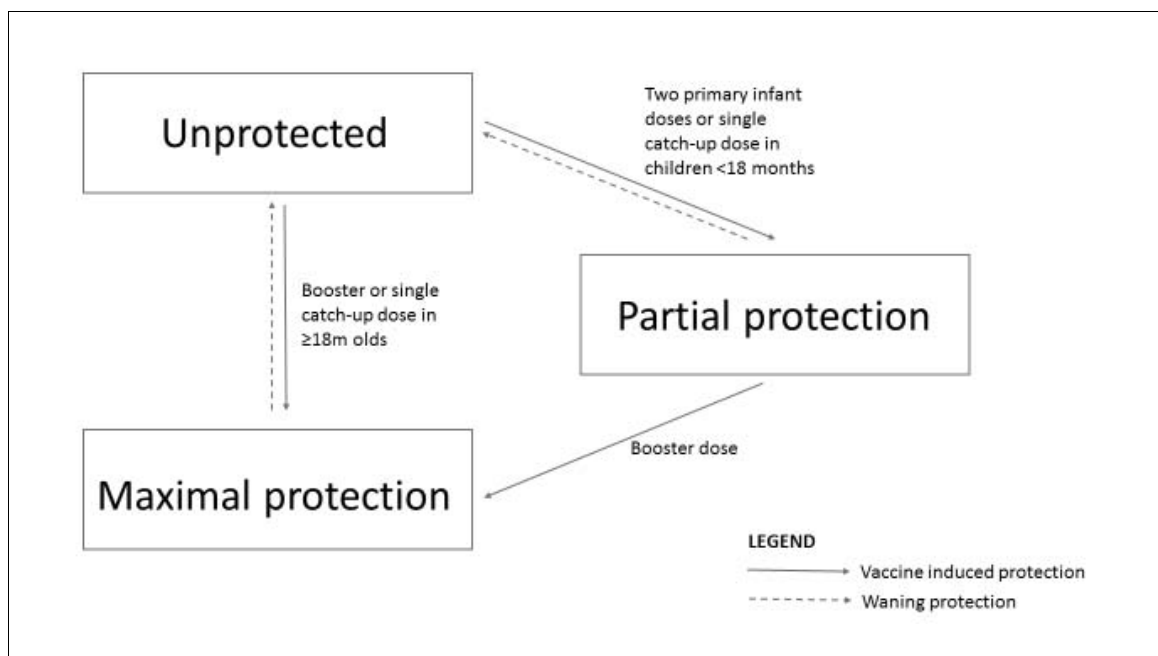 Unprotected
Two primary infant
doses or single
catch-up dose in
children <18 months
Partial protection
Booster or single
catch-up dose in
≥18m olds
Booster dose
Maximal protection
LEGEND
Vaccine induced protection
Waning protection